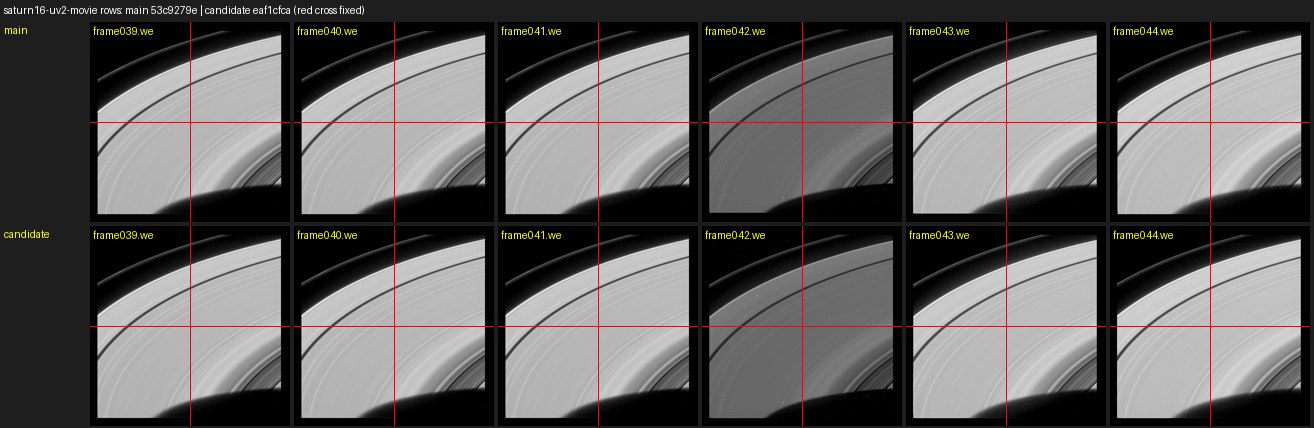 saturn16-uv2-movie rows: main 53c9279e | candidate eaf1cfca (red cross fixed)
main
frame039.we
frame040.we
frame041.we
frame042.we
frame043.we
frame044.we
candidate
frame039.we
frame040.we
frame041.we
frame042.we
frame043.we
frame044.we